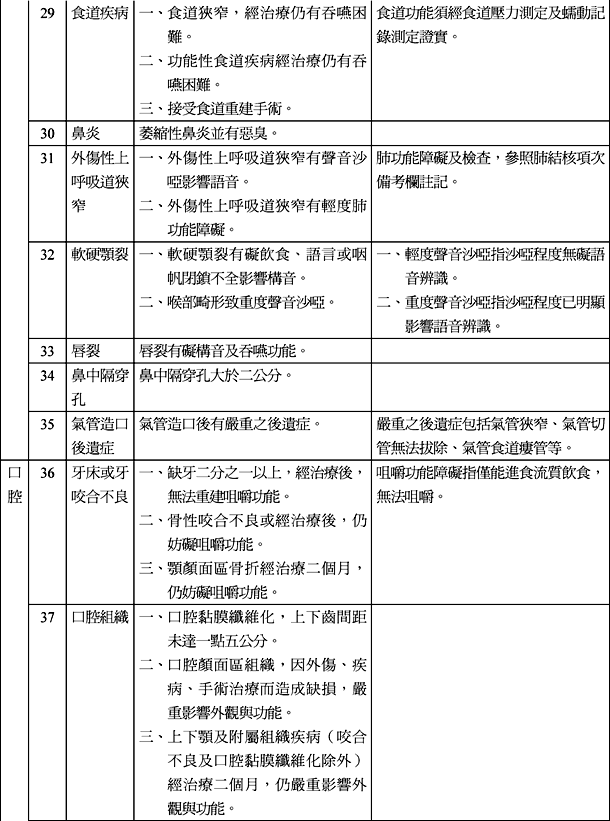 29
食道疾病
一、食道狹窄，經治療仍有吞嚥困
難。
二、功能性食道疾病經治療仍有吞
嚥困難。
三、接受食道重建手術。
食道功能須經食道壓力測定及蠕動記
錄測定證實。
30
鼻炎
萎縮性鼻炎並有惡臭。
31
外傷性上
呼吸道狹
窄
一、外傷性上呼吸道狹窄有聲音沙
啞影響語音。
二、外傷性上呼吸道狹窄有輕度肺
功能障礙。
肺功能障礙及檢查，參照肺結核項次
備考欄註記。
32
軟硬顎裂
一、軟硬顎裂有礙飲食、語言或咽
帆閉鎖不全影響構音。
二、喉部畸形致重度聲音沙啞。
一、輕度聲音沙啞指沙啞程度無礙語
音辨識。
二、重度聲音沙啞指沙啞程度已明顯
影響語音辨識。
33
唇裂
唇裂有礙構音及吞嚥功能。
34
鼻中隔穿
孔
鼻中隔穿孔大於二公分。
35
氣管造口
後遺症
氣管造口後有嚴重之後遺症。
嚴重之後遺症包括氣管狹窄、氣管切
管無法拔除、氣管食道瘻管等。
口
腔
36
牙床或牙
咬合不良
一、缺牙二分之一以上，經治療後，
無法重建咀嚼功能。
二、骨性咬合不良或經治療後，仍
妨礙咀嚼功能。
三、顎顏面區骨折經治療二個月，
仍妨礙咀嚼功能。
咀嚼功能障礙指僅能進食流質飲食，
無法咀嚼。
37
口腔組織
一、口腔黏膜纖維化，上下齒間距
未達一點五公分。
二、口腔顏面區組織，因外傷、疾
病、手術治療而造成缺損，嚴
重影響外觀與功能。
三、上下顎及附屬組織疾病（咬合
不良及口腔黏膜纖維化除外）
經治療二個月，仍嚴重影響外
觀與功能。